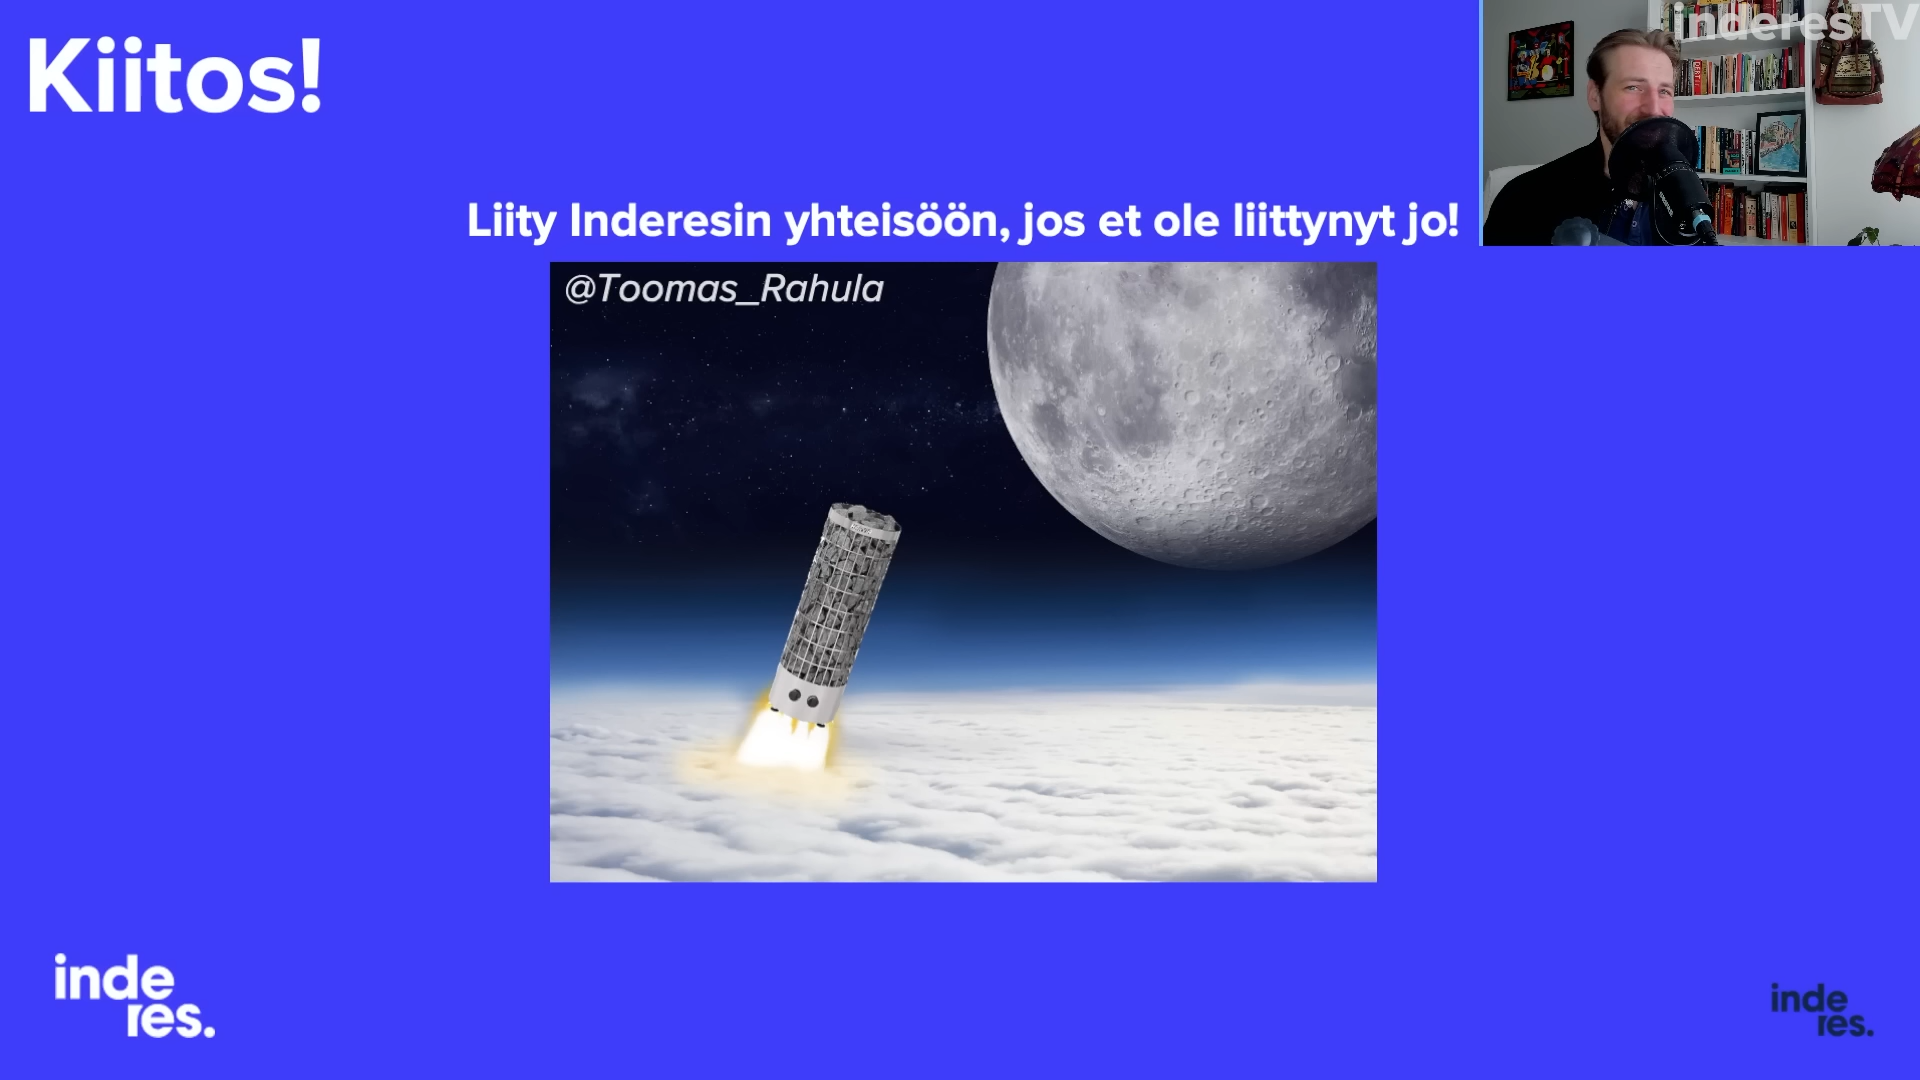 Kiitos!
inderesTV
Liity Inderesin yhteisöön, jos et ole liittynyt jo!
@Toomas_Rahula
inde
res.
inde
res.